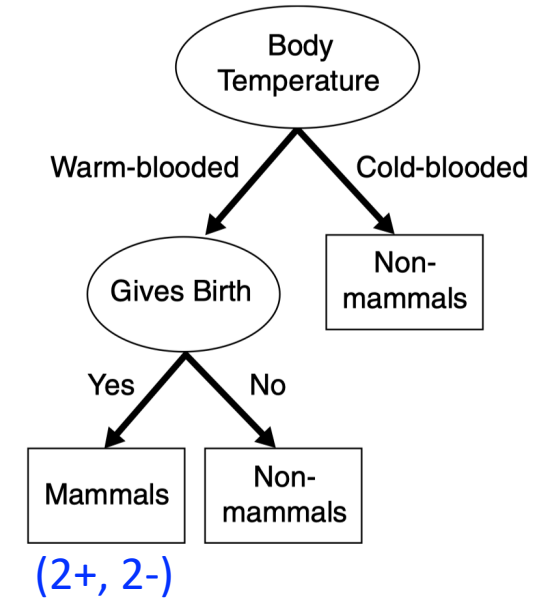 Body
Temperature
Warm-blooded
Cold-blooded
Gives Birth
Non-
mammals
Yes
No
Mammals
Non-
mammals
(2+, 2-)